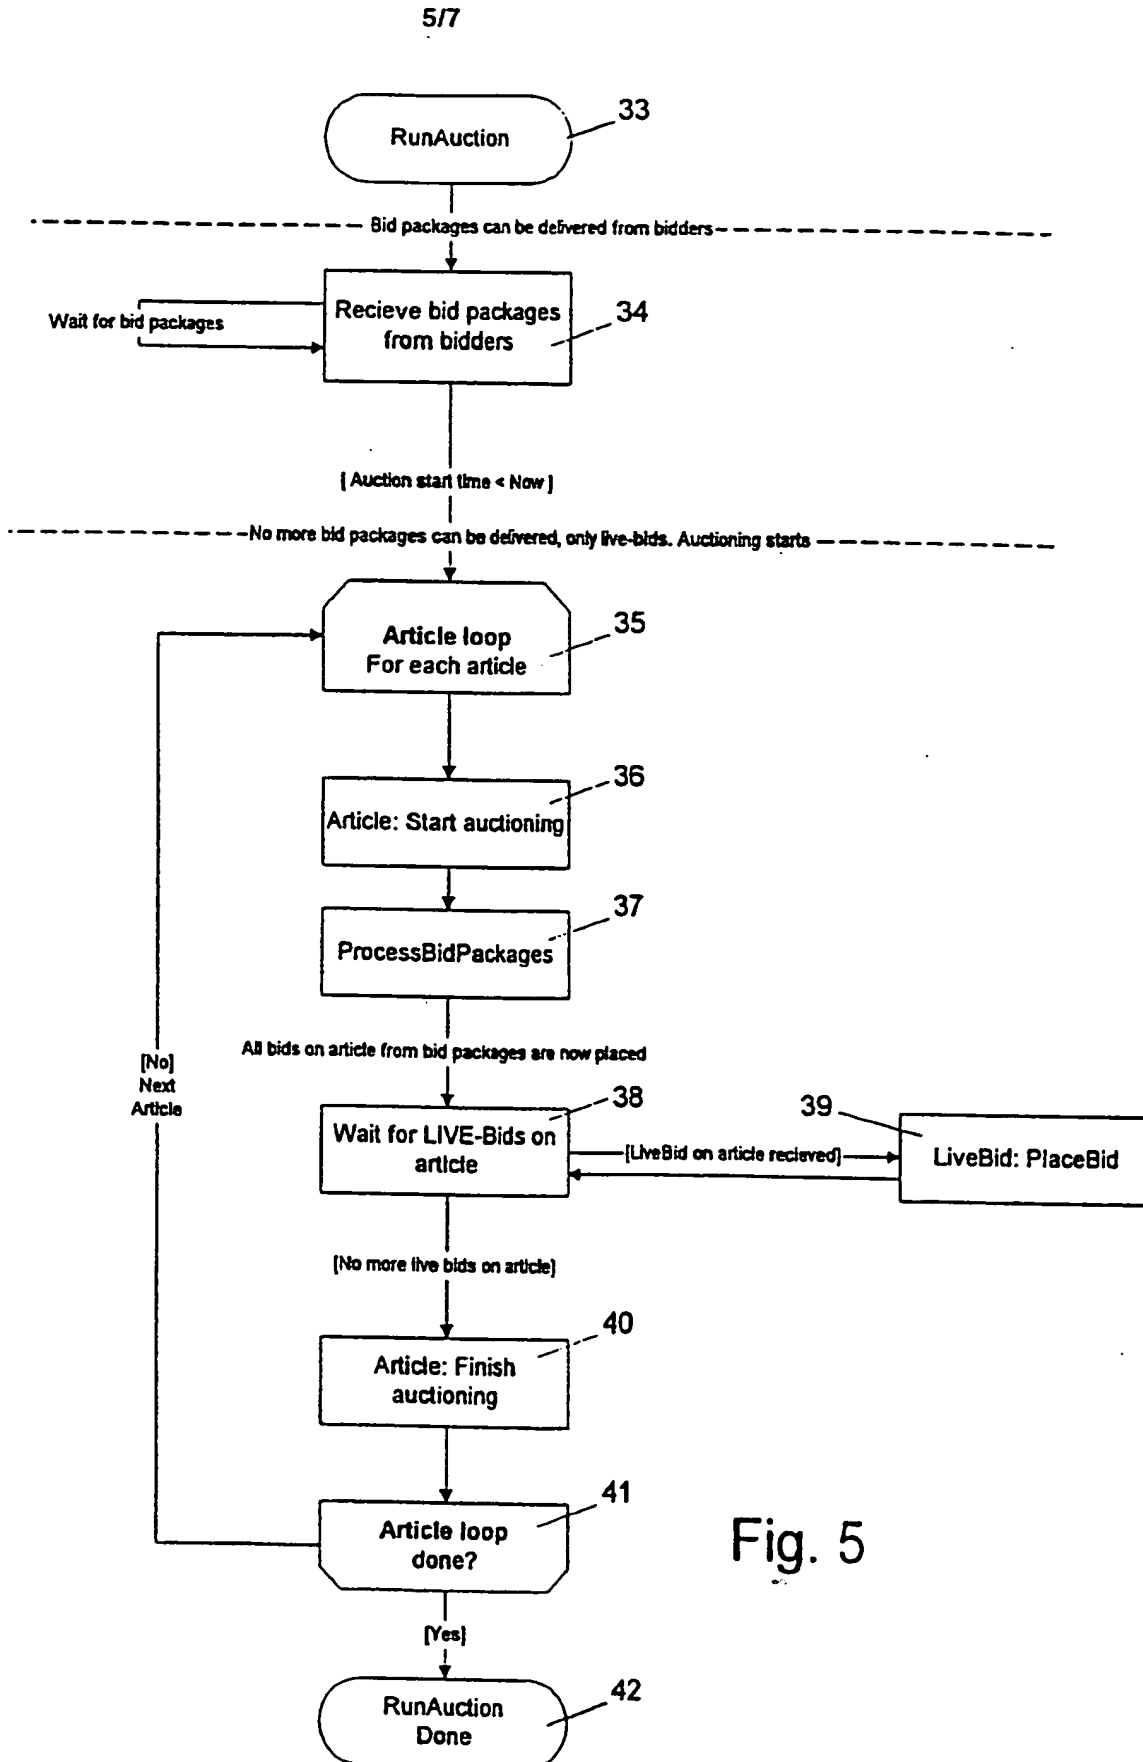 5/7
RunAuction
33
Bid packages can be delivered from bidders
Wait for bid packages
Recieve bid packages
from bidders
34
[ Auction start time < Now ]
No more bid packages can be delivered, only live-bids. Auctioning starts
Article loop
For each article
35
Article: Start auctioning
36
ProcessBidPackages
37
All bids on article from bid packages are now placed
Wait for LIVE-Bids on
article
38
[LiveBid on article recieved]
LiveBid: PlaceBid
39
[No more live bids on article]
Article: Finish
auctioning
40
Article loop
done?
41
[No]
Next
Article
[Yes]
RunAuction
Done
42
Fig. 5